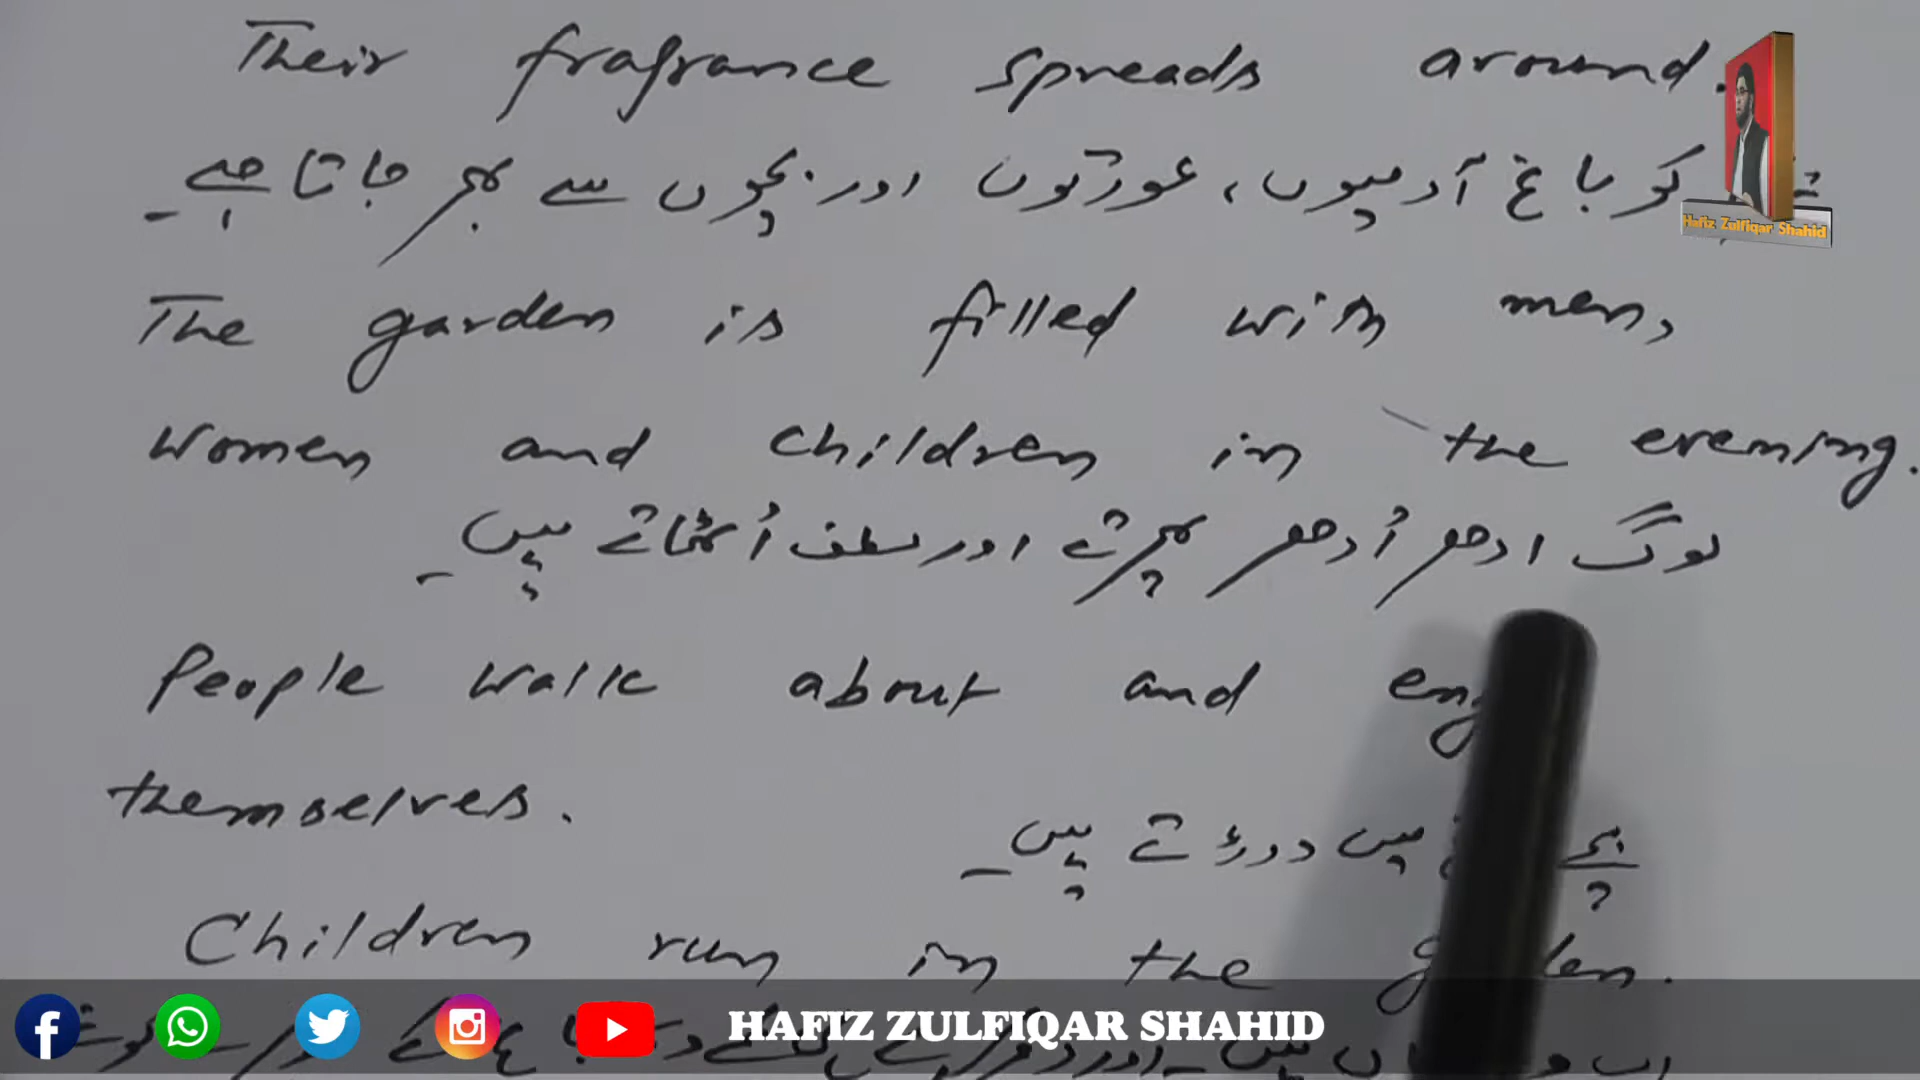 Their fragrance spreads around.
کو باغ آدمیوں، عورتوں اور بچوں سے بھر جاتا ہے۔
Hafiz Zulfiqar Shahid
The garden is filled with men,
women and children in the evening.
لوگ ادھر اُدھر پھرتے اور لطف اُٹھاتے ہیں۔
People walk about and
themselves.
میں دوڑتے ہیں۔
Children run in the
HAFIZ ZULFIQAR SHAHID